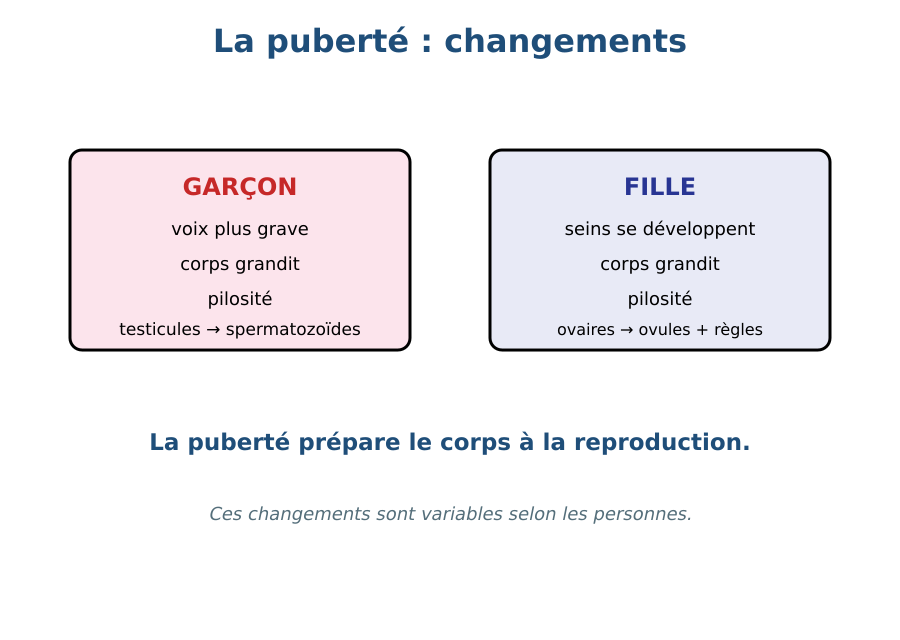 La puberté : changements
GARÇON
voix plus grave
corps grandit
pilosité
testicules → spermatozoïdes
FILLE
seins se développent
corps grandit
pilosité
ovaires → ovules + règles
La puberté prépare le corps à la reproduction.
Ces changements sont variables selon les personnes.